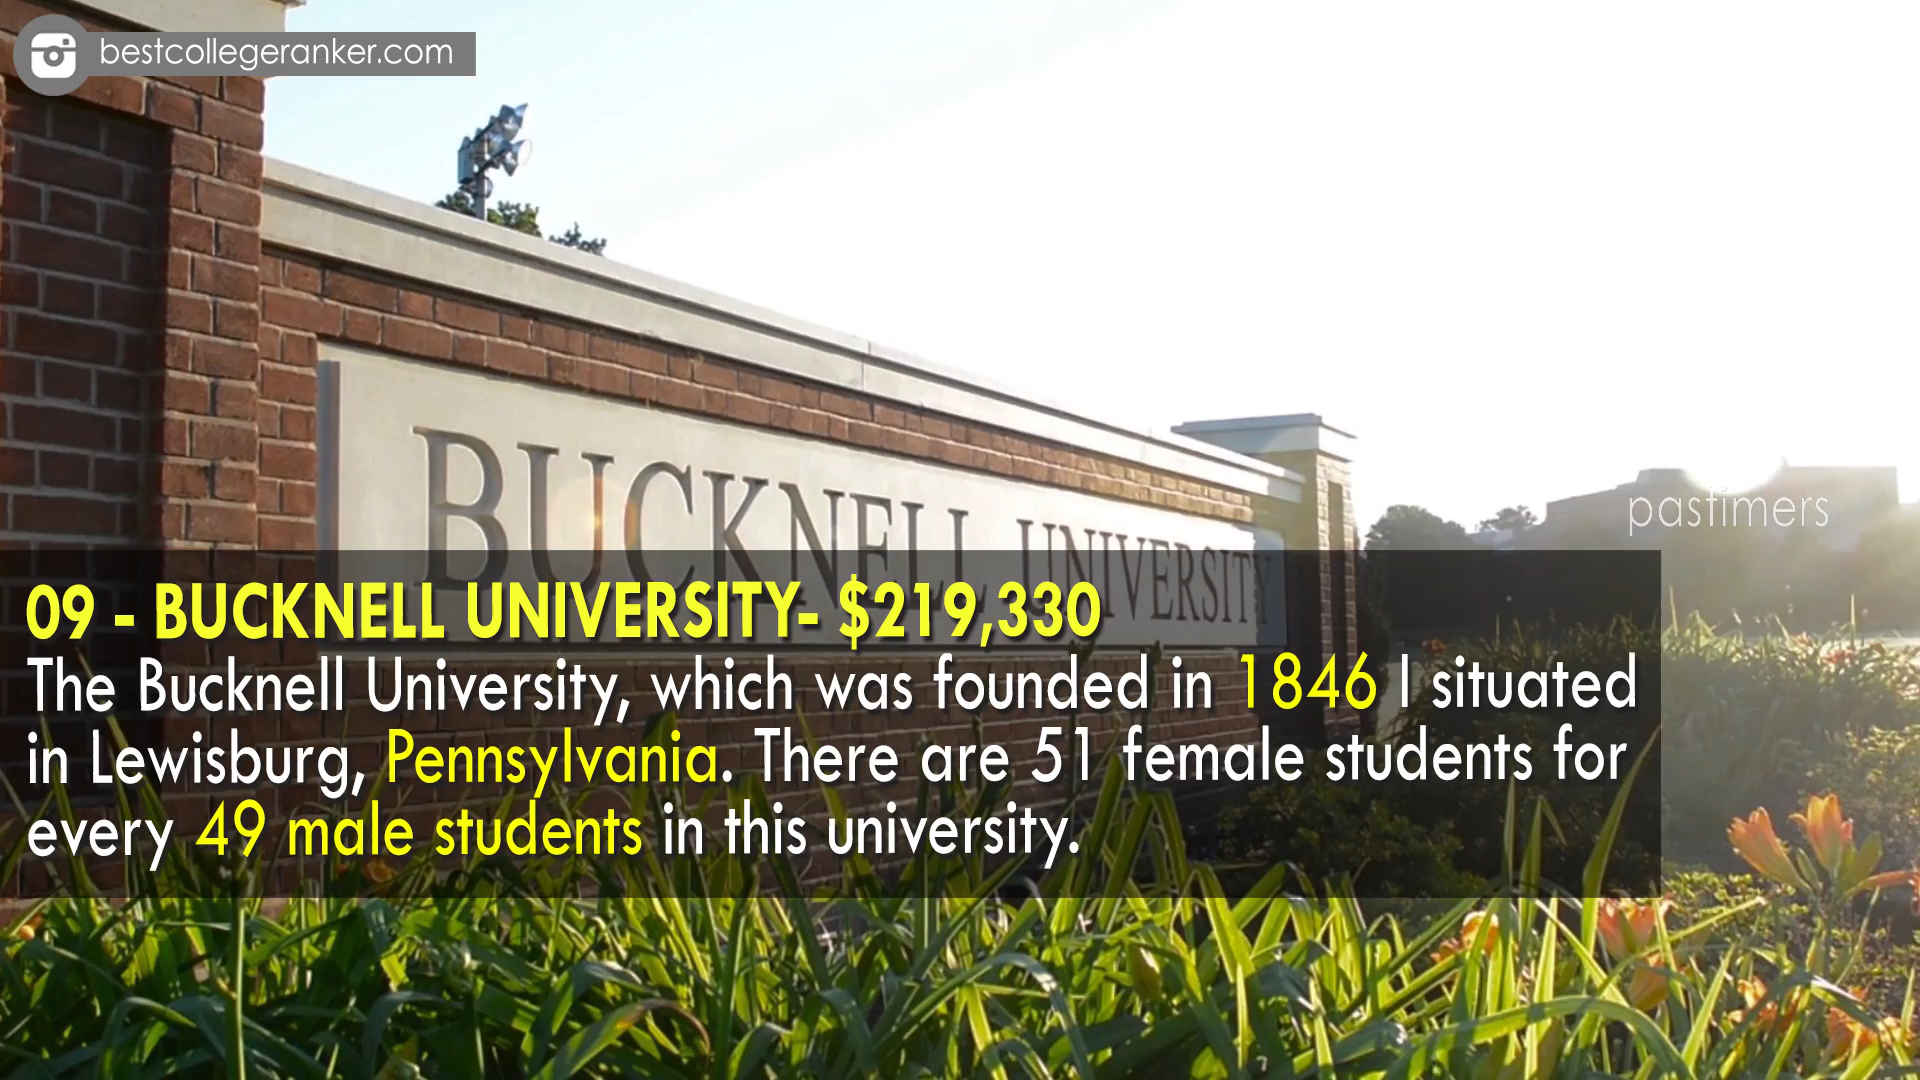 bestcollegeranker.com
BUCKNELL UNIVERSITY
pastimers
09 - BUCKNELL UNIVERSITY- $219,330
The Bucknell University, which was founded in 1846 I situated
in Lewisburg, Pennsylvania. There are 51 female students for
every 49 male students in this university.